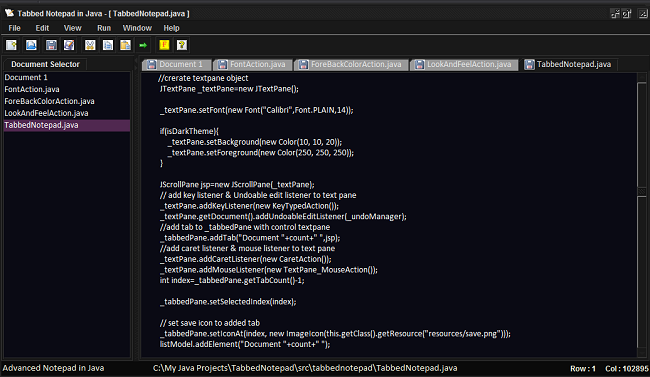 Tabbed Notepad in Java - [ TabbedNotepad.java ]
File Edit View Run Window Help
Document Selector
Document 1
FontAction.java
ForeBackColorAction.java
LookAndFeelAction.java
TabbedNotepad.java
Document 1 FontAction.java ForeBackColorAction.java LookAndFeelAction.java TabbedNotepad.java
//crerate textpane object
JTextPane _textPane=new JTextPane();
_textPane.setFont(new Font("Calibri",Font.PLAIN,14));
if(isDarkTheme){
_textPane.setBackground(new Color(10, 10, 20));
_textPane.setForeground(new Color(250, 250, 250));
}
JScrollPane jsp=new JScrollPane(_textPane);
// add key listener & Undoable edit listener to text pane
_textPane.addKeyListener(new KeyTypedAction());
_textPane.getDocument().addUndoableEditListener(_undoManager);
//add tab to _tabbedPane with control textpane
_tabbedPane.addTab("Document "+count+" ",jsp);
//add caret listener & mouse listener to text pane
_textPane.addCaretListener(new CaretAction());
_textPane.addMouseListener(new TextPane_MouseAction());
int index=_tabbedPane.getTabCount()-1;
_tabbedPane.setSelectedIndex(index);
// set save icon to added tab
_tabbedPane.setIconAt(index, new ImageIcon(this.getClass().getResource("resources/save.png")));
listModel.addElement("Document "+count+" ");
Advanced Notepad in Java C:\My Java Projects\TabbedNotepad\src\tabbednotepad\TabbedNotepad.java Row : 1 Col : 102895